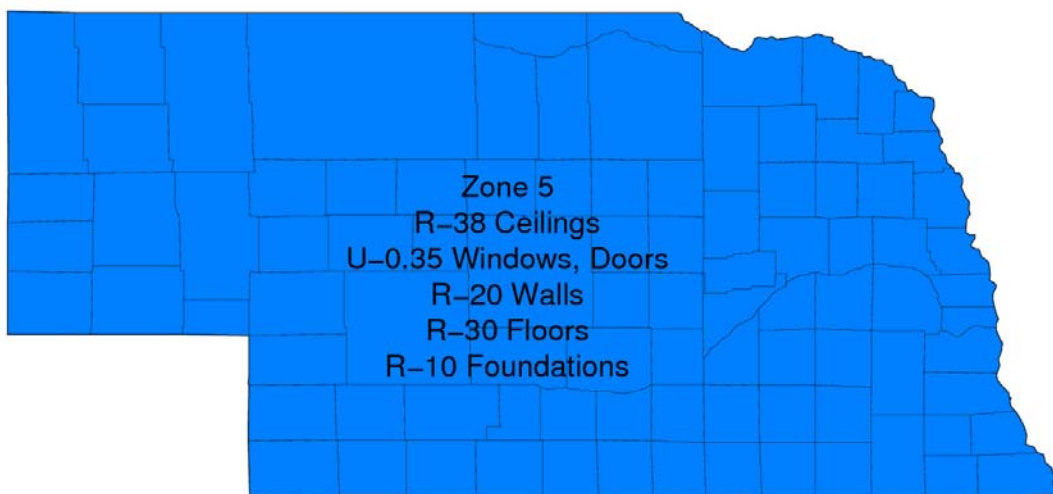 Zone 5
R−38 Ceilings
U−0.35 Windows, Doors
R−20 Walls
R−30 Floors
R−10 Foundations